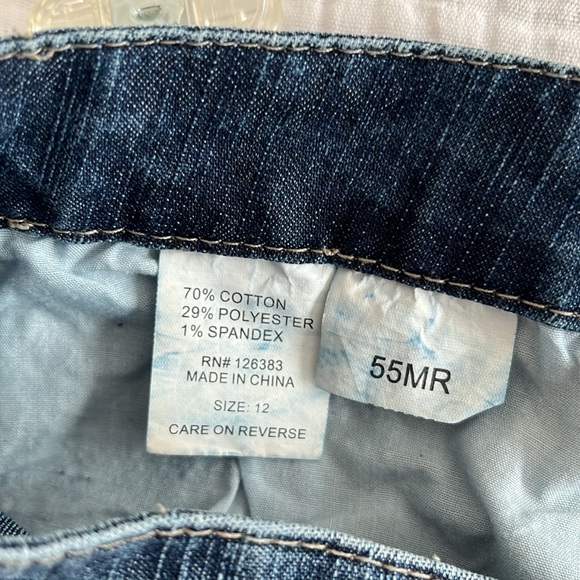 70% COTTON
29% POLYESTER
1% SPANDEX
RN# 126383
MADE IN CHINA
SIZE: 12
CARE ON REVERSE
55MR